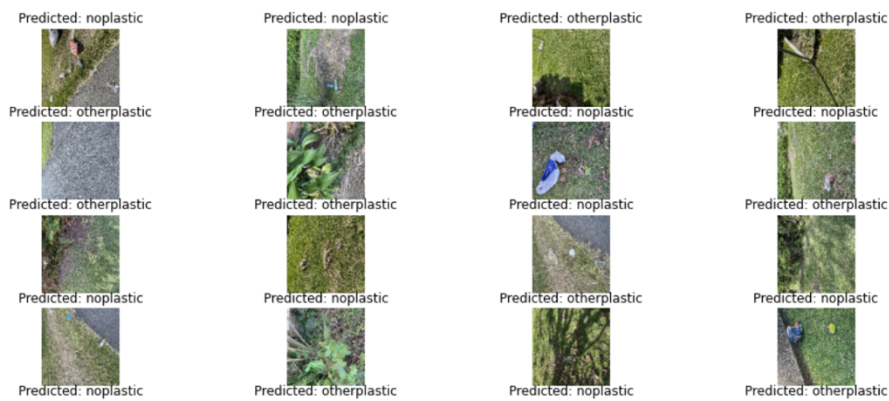 Predicted: noplastic Predicted: noplastic Predicted: noplastic Predicted: otherplastic
Predicted: otherplastic Predicted: otherplastic Predicted: noplastic Predicted: noplastic
Predicted: otherplastic Predicted: otherplastic Predicted: noplastic Predicted: otherplastic
Predicted: noplastic Predicted: noplastic Predicted: otherplastic Predicted: noplastic
Predicted: noplastic Predicted: otherplastic Predicted: noplastic Predicted: otherplastic